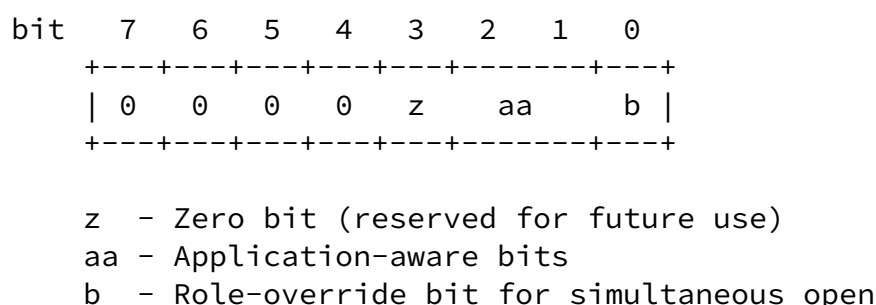 bit   7   6   5   4   3   2   1   0
    +---+---+---+---+---+-------+---+
    | 0   0   0   0   z    aa     b |
    +---+---+---+---+---+-------+---+
    z  - Zero bit (reserved for future use)
    aa - Application-aware bits
    b  - Role-override bit for simultaneous open